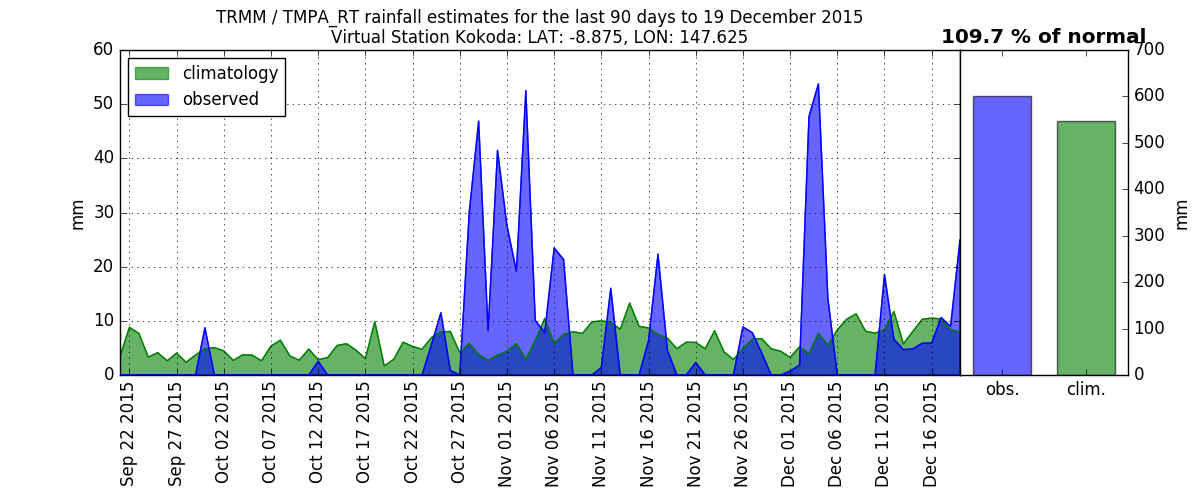 TRMM / TMPA_RT rainfall estimates for the last 90 days to 19 December 2015
Virtual Station Kokoda: LAT: -8.875, LON: 147.625
109.7 % of normal
climatology
observed
mm
60
50
40
30
20
10
0
Sep 22 2015
Sep 27 2015
Oct 02 2015
Oct 07 2015
Oct 12 2015
Oct 17 2015
Oct 22 2015
Oct 27 2015
Nov 01 2015
Nov 06 2015
Nov 11 2015
Nov 16 2015
Nov 21 2015
Nov 26 2015
Dec 01 2015
Dec 06 2015
Dec 11 2015
Dec 16 2015
obs.
clim.
700
600
500
400
300
200
100
0
mm